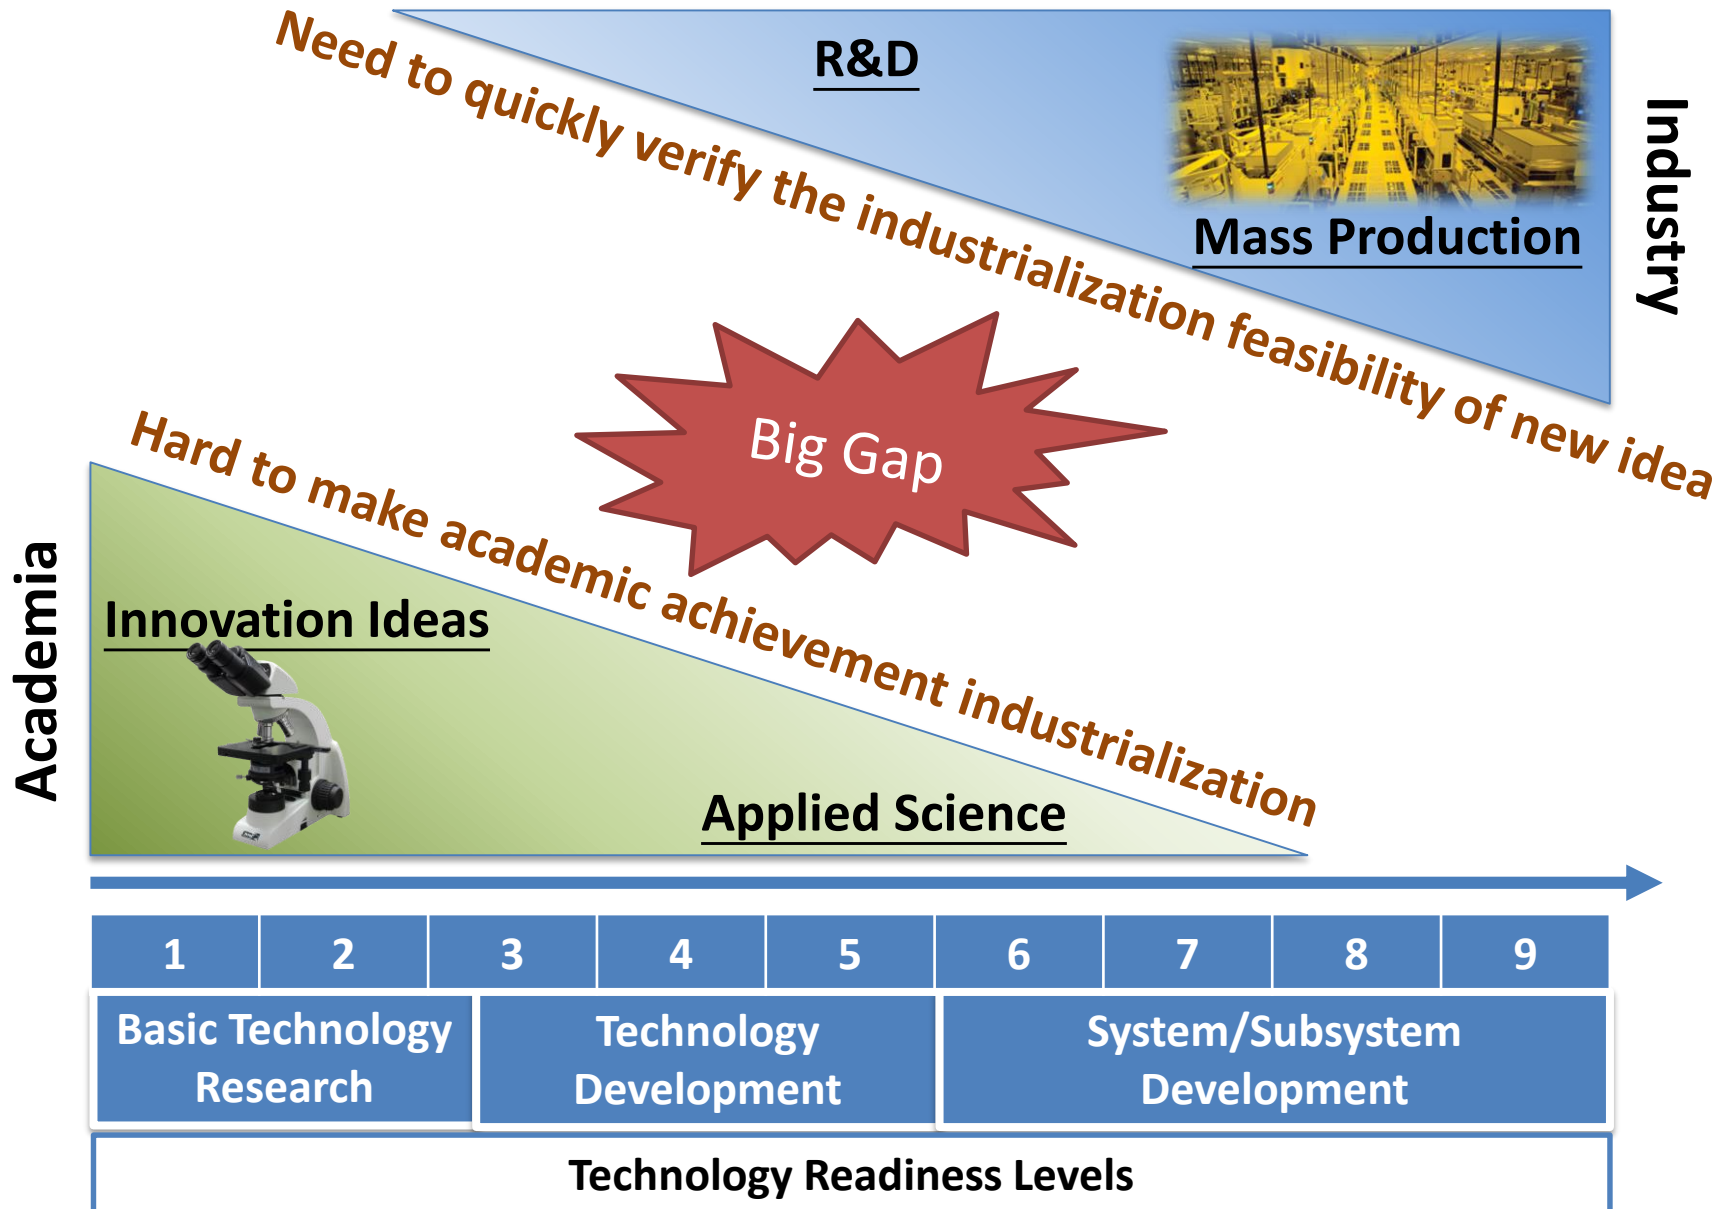 R&D
Mass Production
Industry
Need to quickly verify the industrialization feasibility of new idea
Big Gap
Hard to make academic achievement industrialization
Academia
Innovation Ideas
Applied Science
1 2 3 4 5 6 7 8 9
Basic Technology
Research
Technology
Development
System/Subsystem
Development
Technology Readiness Levels